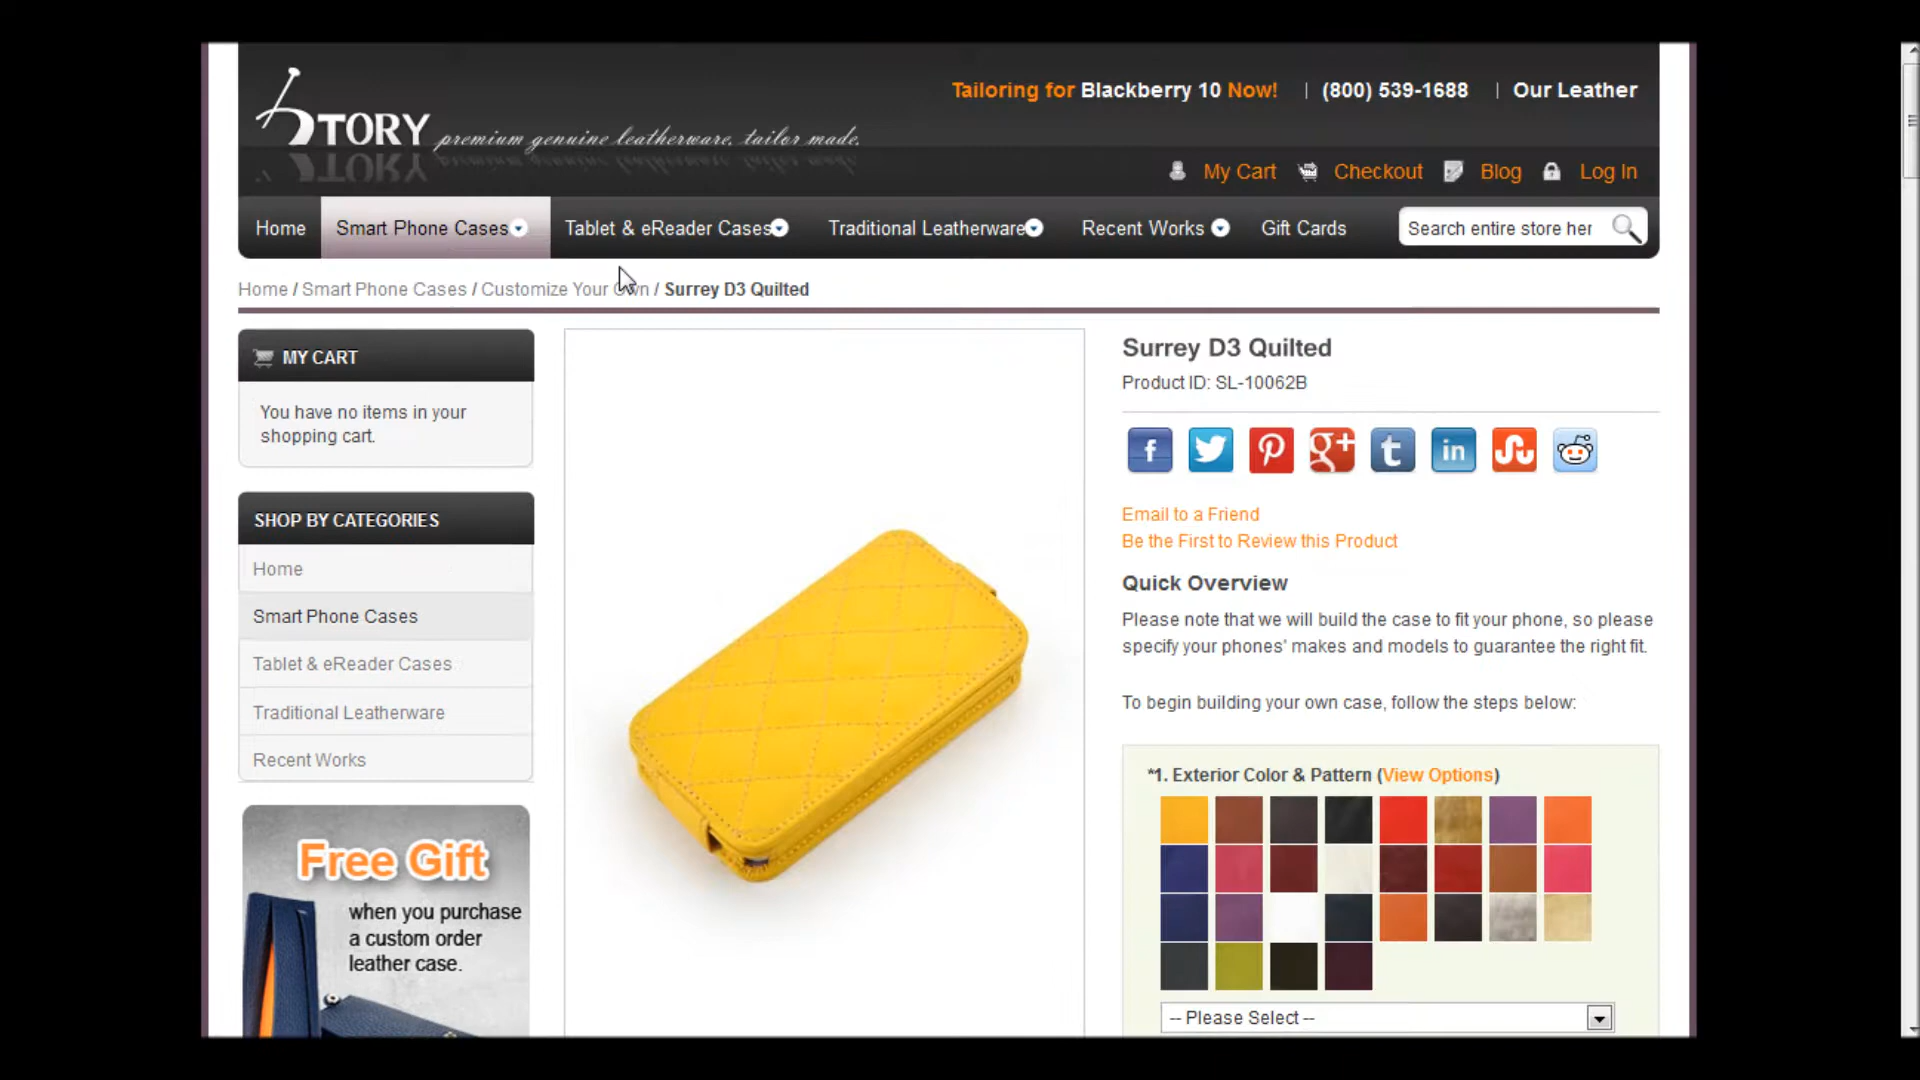 Tailoring for Blackberry 10 Now! | (800) 539-1688 | Our Leather
STORY premium genuine leatherware. tailor made.
My Cart Checkout Blog Log In
Home Smart Phone Cases Tablet & eReader Cases Traditional Leatherware Recent Works Gift Cards Search entire store her
Home / Smart Phone Cases / Customize Your Own / Surrey D3 Quilted
MY CART
You have no items in your
shopping cart.
SHOP BY CATEGORIES
Home
Smart Phone Cases
Tablet & eReader Cases
Traditional Leatherware
Recent Works
Free Gift
when you purchase
a custom order
leather case.
Surrey D3 Quilted
Product ID: SL-10062B
Email to a Friend
Be the First to Review this Product
Quick Overview
Please note that we will build the case to fit your phone, so please
specify your phones' makes and models to guarantee the right fit.
To begin building your own case, follow the steps below:
*1. Exterior Color & Pattern (View Options)
-- Please Select --